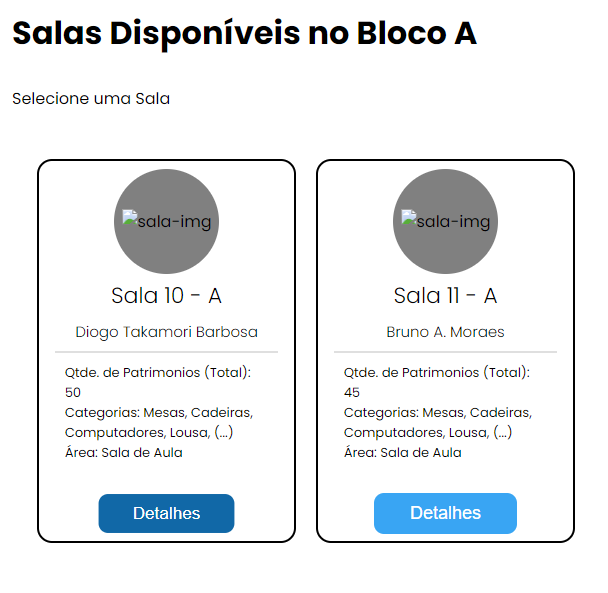 Salas Disponíveis no Bloco A
Selecione uma Sala
sala-img
Sala 10 - A
Diogo Takamori Barbosa
Qtde. de Patrimonios (Total):
50
Categorias: Mesas, Cadeiras,
Computadores, Lousa, (...)
Área: Sala de Aula
Detalhes
sala-img
Sala 11 - A
Bruno A. Moraes
Qtde. de Patrimonios (Total):
45
Categorias: Mesas, Cadeiras,
Computadores, Lousa, (...)
Área: Sala de Aula
Detalhes